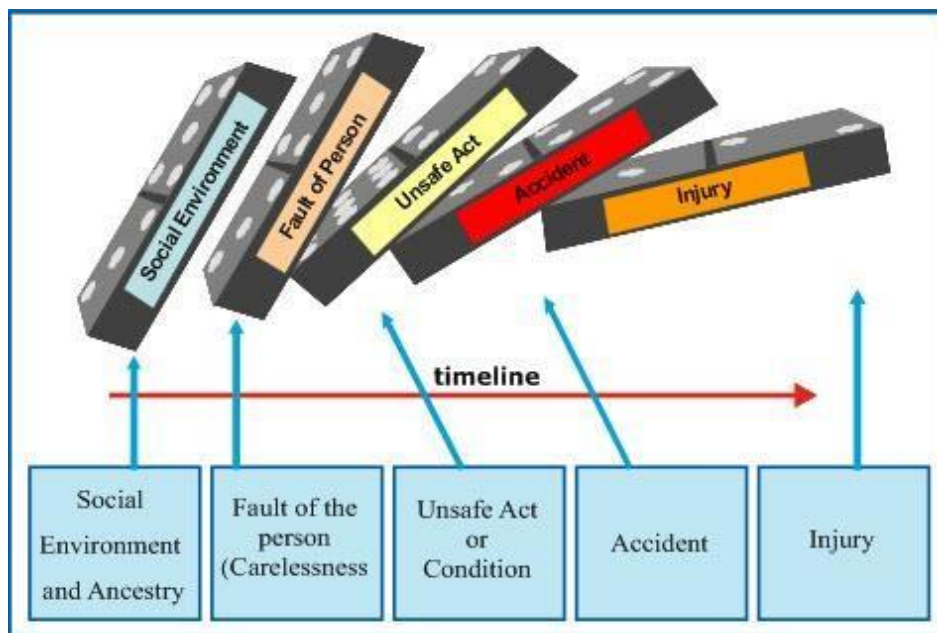 Social Environment
Fault of Person
Unsafe Act
Accident
Injury
timeline
Social
Environment
and Ancestry
Fault of the
person
(Carelessness
Unsafe Act
or
Condition
Accident
Injury